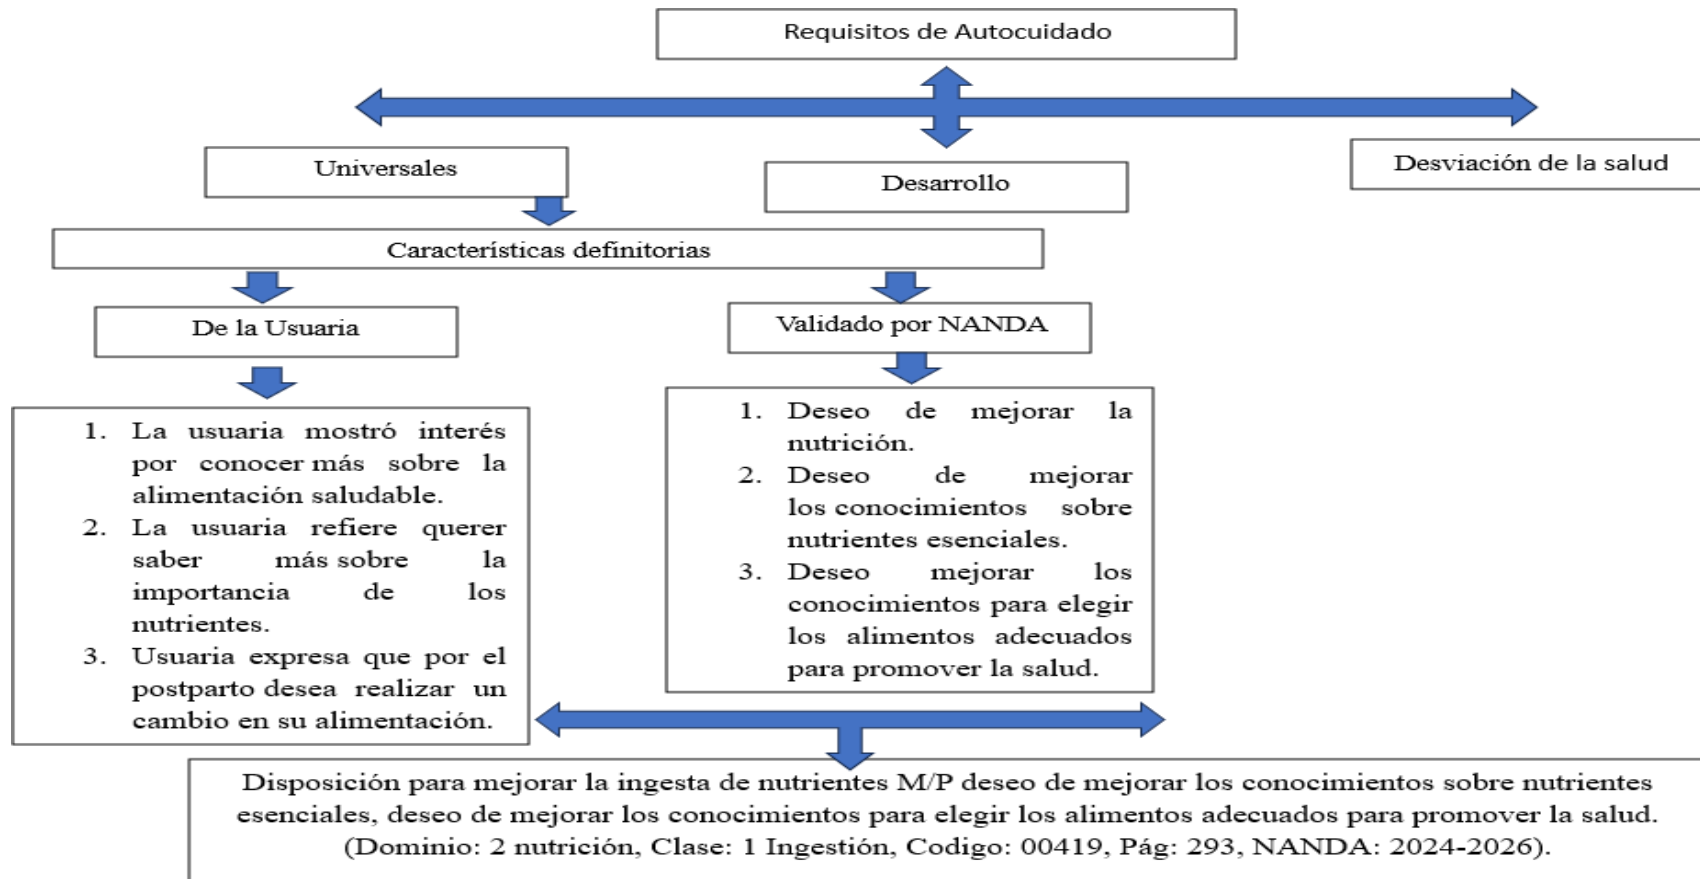 Requisitos de Autocuidado
Universales
Desarrollo
Desviación de la salud
Características definitorias
De la Usuaria
Validado por NANDA
1. La usuaria mostró interés
por conocer más sobre la
alimentación saludable.
2. La usuaria refiere querer
saber más sobre la
importancia de los
nutrientes.
3. Usuaria expresa que por el
postparto desea realizar un
cambio en su alimentación.
1. Deseo de mejorar la
nutrición.
2. Deseo de mejorar
los conocimientos sobre
nutrientes esenciales.
3. Deseo mejorar los
conocimientos para elegir
los alimentos adecuados
para promover la salud.
Disposición para mejorar la ingesta de nutrientes M/P deseo de mejorar los conocimientos sobre nutrientes
esenciales, deseo de mejorar los conocimientos para elegir los alimentos adecuados para promover la salud.
(Dominio: 2 nutrición, Clase: 1 Ingestión, Codigo: 00419, Pág: 293, NANDA: 2024-2026).